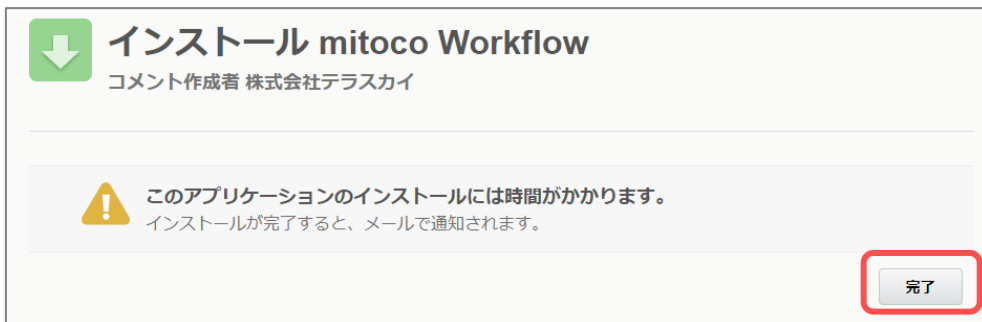 インストール mitoco Workflow
コメント作成者 株式会社テラスカイ
このアプリケーションのインストールには時間がかかります。
インストールが完了すると、メールで通知されます。
完了